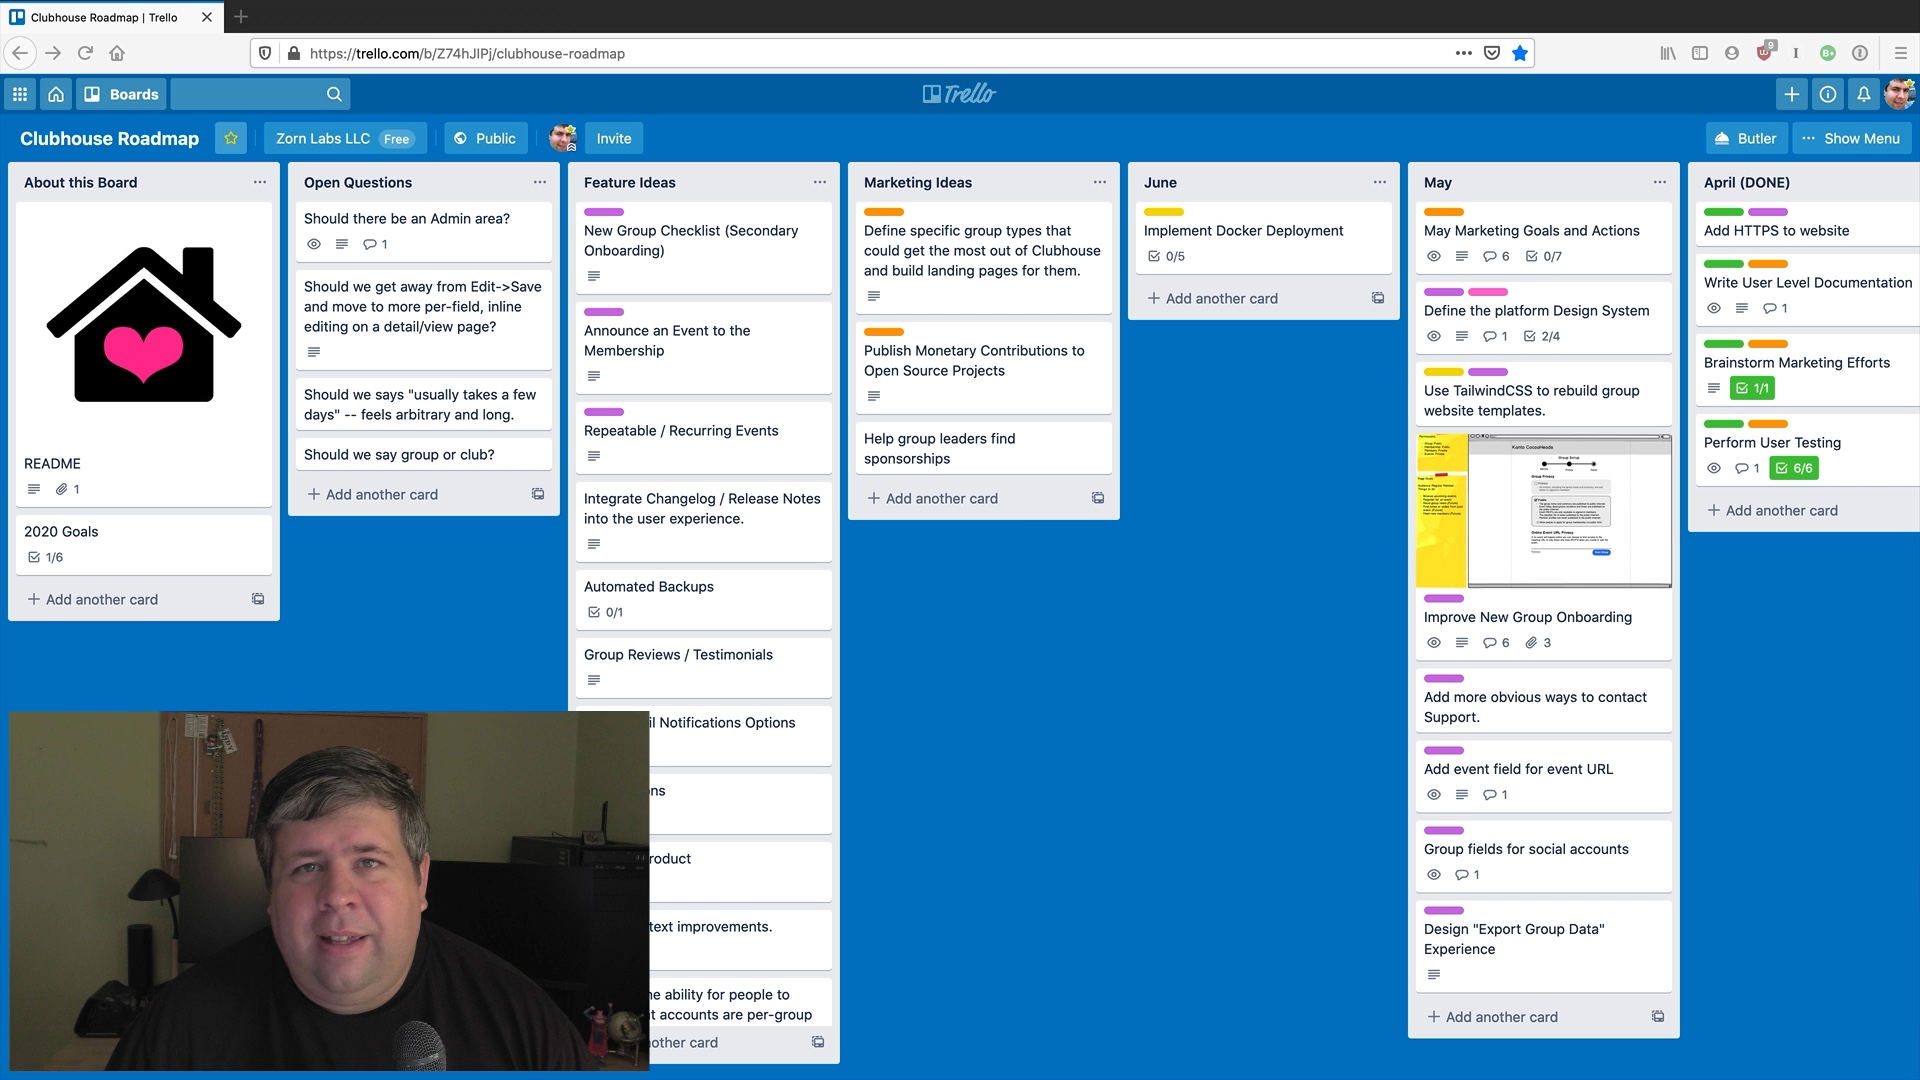 Clubhouse Roadmap | Trello
https://trello.com/b/Z74hJIPj/clubhouse-roadmap
9
Boards
Trello
Clubhouse Roadmap
Zorn Labs LLC Free
Public
Invite
Butler
Show Menu
About this Board
README
1
2020 Goals
1/6
Add another card
Open Questions
Should there be an Admin area?
1
Should we get away from Edit->Save
and move to more per-field, inline
editing on a detail/view page?
Should we says "usually takes a few
days" -- feels arbitrary and long.
Should we say group or club?
Add another card
Feature Ideas
New Group Checklist (Secondary
Onboarding)
Announce an Event to the
Membership
Repeatable / Recurring Events
Integrate Changelog / Release Notes
into the user experience.
Automated Backups
0/1
Group Reviews / Testimonials
il Notifications Options
ns
roduct
text improvements.
he ability for people to
t accounts are per-group
other card
Marketing Ideas
Define specific group types that
could get the most out of Clubhouse
and build landing pages for them.
Publish Monetary Contributions to
Open Source Projects
Help group leaders find
sponsorships
Add another card
June
Implement Docker Deployment
0/5
Add another card
May
May Marketing Goals and Actions
6 0/7
Define the platform Design System
1 2/4
Use TailwindCSS to rebuild group
website templates.
Group Setup
Group Privacy
Online Event URL Privacy
Improve New Group Onboarding
6 3
Add more obvious ways to contact
Support.
Add event field for event URL
1
Group fields for social accounts
1
Design "Export Group Data"
Experience
Add another card
April (DONE)
Add HTTPS to website
Write User Level Documentation
1
Brainstorm Marketing Efforts
1/1
Perform User Testing
1 6/6
Add another card